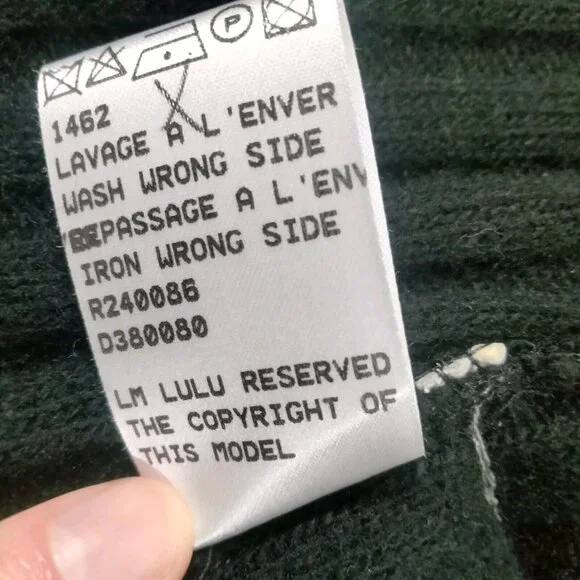 P
1462
LAVAGE A L'ENVER
WASH WRONG SIDE
REPASSAGE A L'ENV
IRON WRONG SIDE
R240086
D380080
LM LULU RESERVED
THE COPYRIGHT OF
THIS MODEL